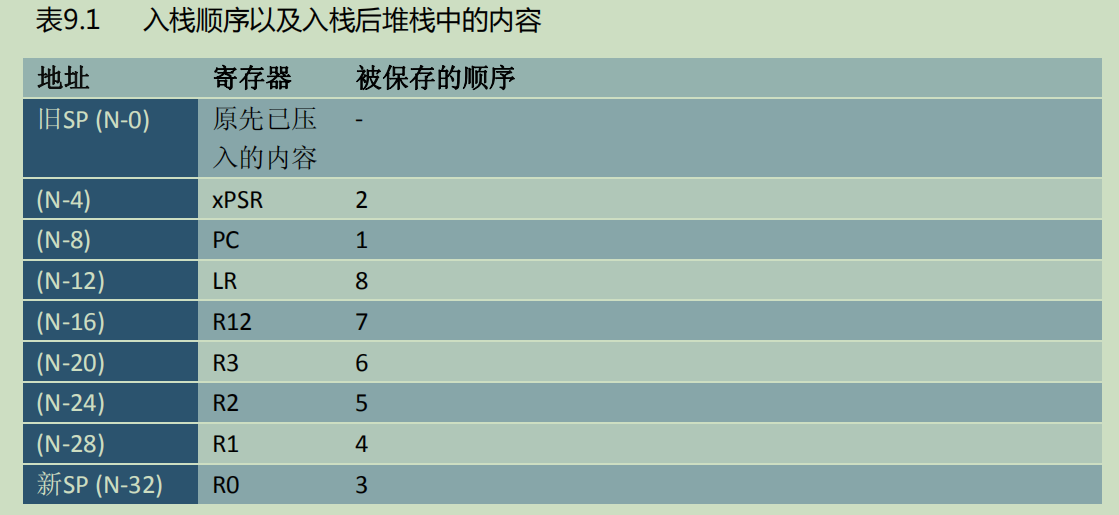 表9.1 入栈顺序以及入栈后堆栈中的内容
地址 寄存器 被保存的顺序
旧SP (N-0) 原先已压入的内容 -
(N-4) xPSR 2
(N-8) PC 1
(N-12) LR 8
(N-16) R12 7
(N-20) R3 6
(N-24) R2 5
(N-28) R1 4
新SP (N-32) R0 3